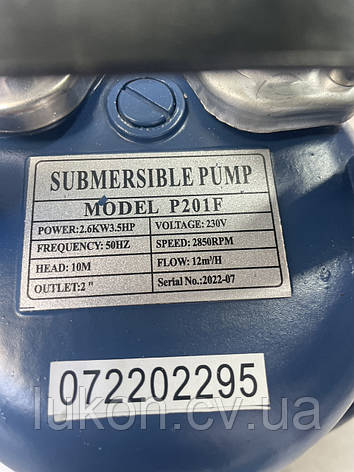 SUBMERSIBLE PUMP
MODEL P201F
POWER:2.6KW3.5HP VOLTAGE: 230V
FREQUENCY: 50HZ SPEED: 2850RPM
HEAD: 10M FLOW: 12m³/H
OUTLET:2 " Serial No.:2022-07
072202295
lukon.cv.ua